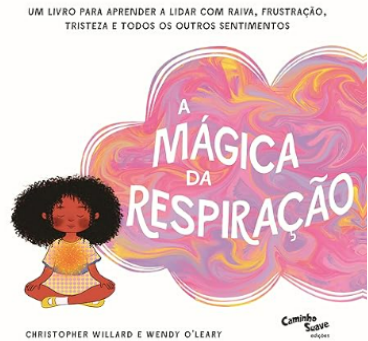 UM LIVRO PARA APRENDER A LIDAR COM RAIVA, FRUSTRAÇÃO,
TRISTEZA E TODOS OS OUTROS SENTIMENTOS
A
MÁGICA
DA
RESPIRAÇÃO
Caminho
Suave
edições
CHRISTOPHER WILLARD E WENDY O'LEARY